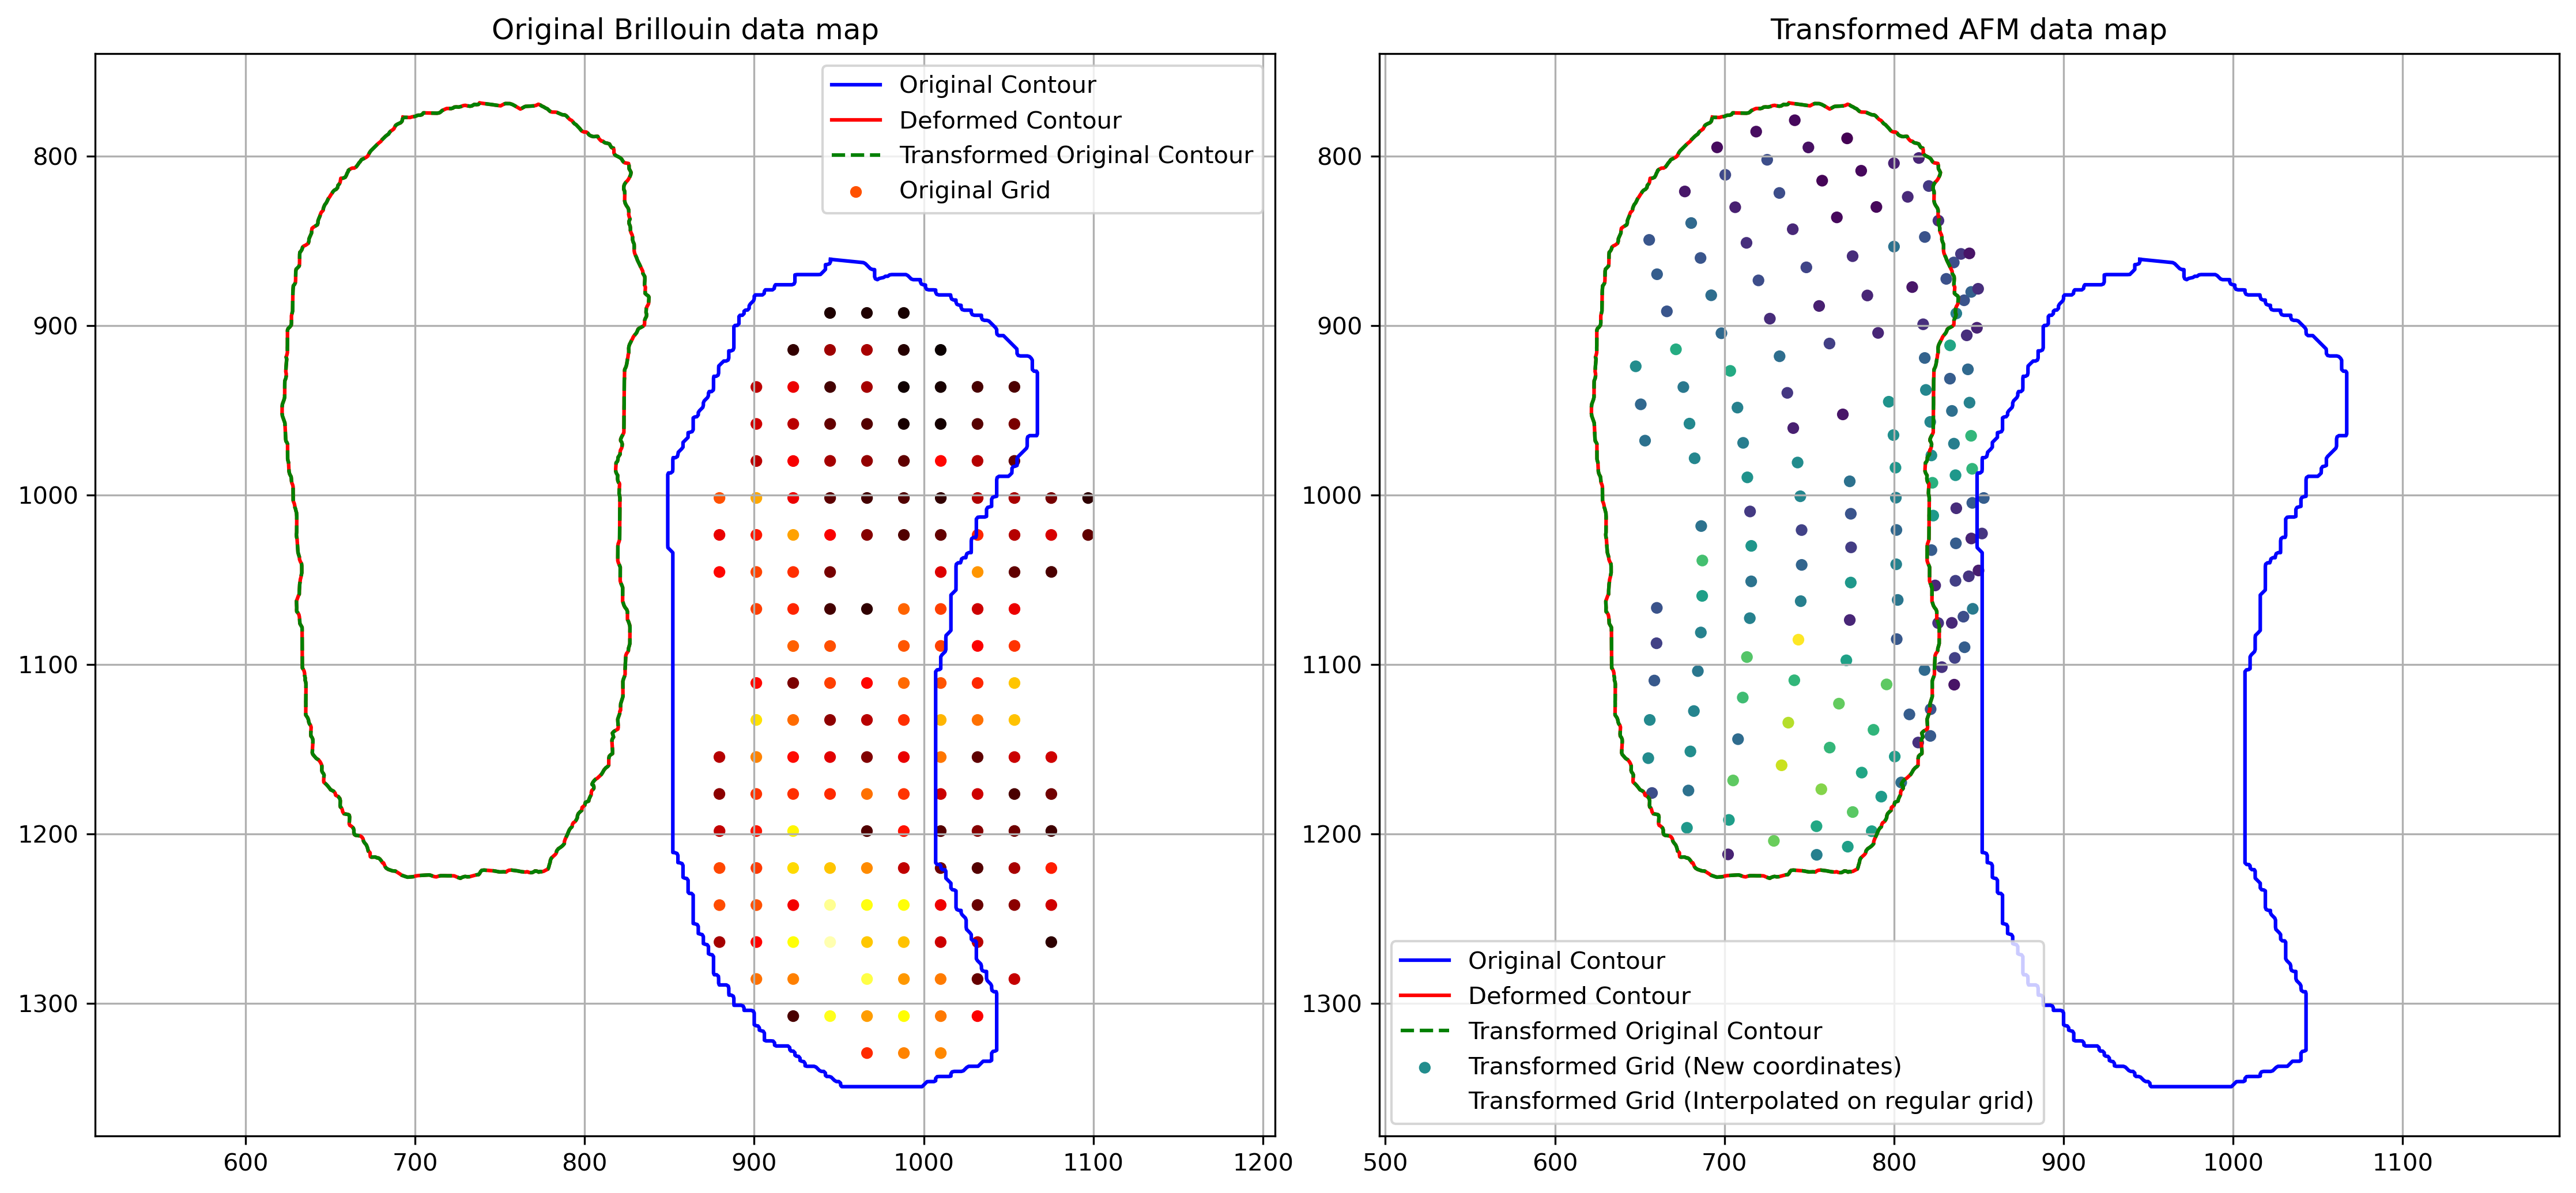 Original Brillouin data map
Original Contour
Deformed Contour
Transformed Original Contour
Original Grid
800
900
1000
1100
1200
1300
600
700
800
900
1000
1100
1200
Transformed AFM data map
800
900
1000
1100
1200
1300
Original Contour
Deformed Contour
Transformed Original Contour
Transformed Grid (New coordinates)
Transformed Grid (Interpolated on regular grid)
500
600
700
800
900
1000
1100